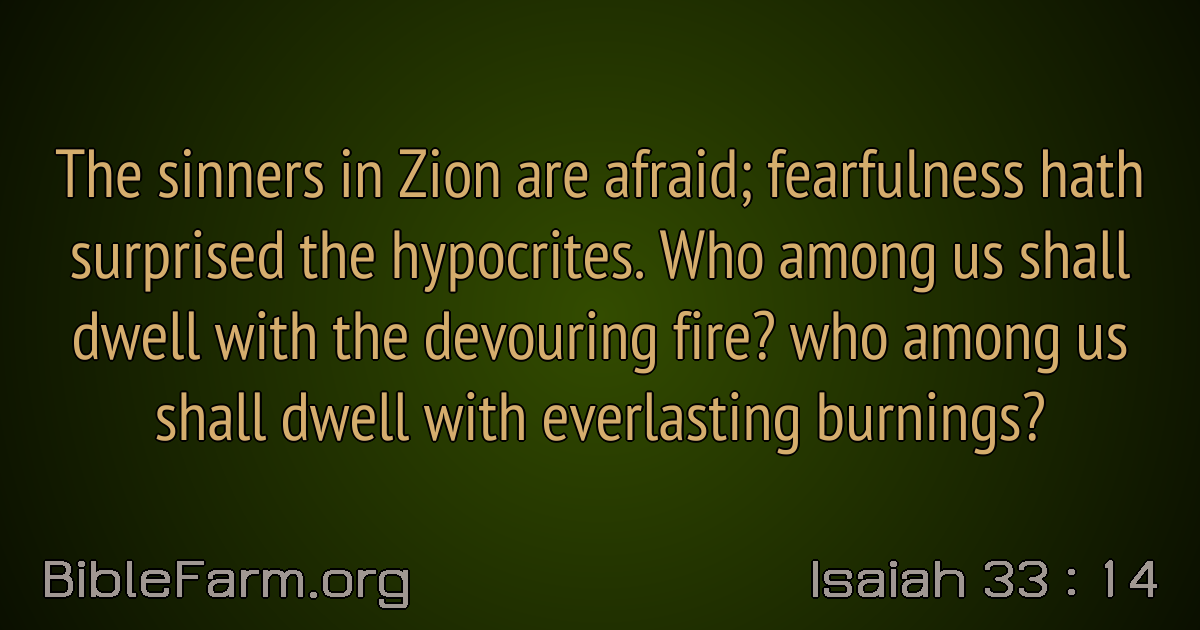 The sinners in Zion are afraid; fearfulness hath
surprised the hypocrites. Who among us shall
dwell with the devouring fire? who among us
shall dwell with everlasting burnings?
BibleFarm.org
Isaiah 33 : 14